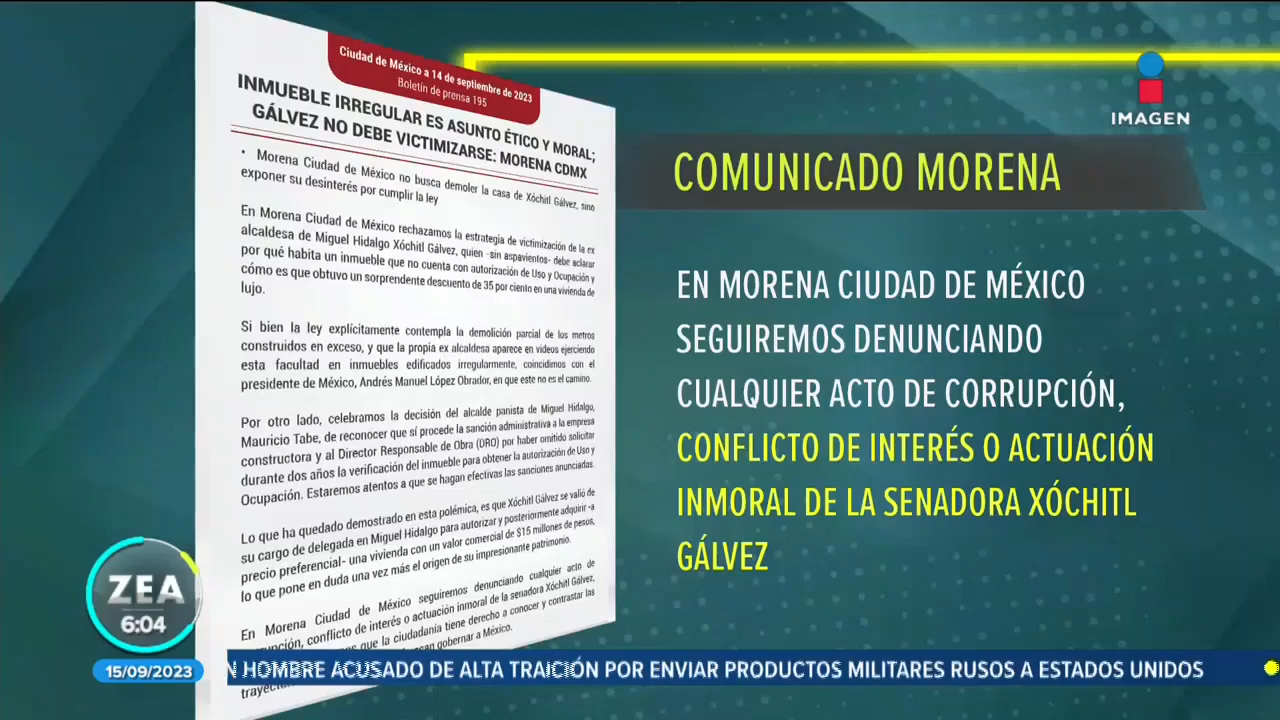 Ciudad de México a 14 de septiembre de 2023
Boletín de prensa 195
INMUEBLE IRREGULAR ES ASUNTO ÉTICO Y MORAL;
GÁLVEZ NO DEBE VICTIMIZARSE: MORENA CDMX
• Morena Ciudad de México no busca demoler la casa de Xóchitl Gálvez, sino
exponer su desinterés por cumplir la ley
En Morena Ciudad de México rechazamos la estrategia de victimización de la ex
alcaldesa de Miguel Hidalgo Xóchitl Gálvez, quien -sin aspavientos- debe aclarar
por qué habita un inmueble que no cuenta con autorización de Uso y Ocupación y
cómo es que obtuvo un sorprendente descuento de 35 por ciento en una vivienda de
lujo.
Si bien la ley explícitamente contempla la demolición parcial de los metros
construidos en exceso, y que la propia ex alcaldesa aparece en videos ejerciendo
esta facultad en inmuebles edificados irregularmente, coincidimos con el
presidente de México, Andrés Manuel López Obrador, en que este no es el camino.
Por otro lado, celebramos la decisión del alcalde panista de Miguel Hidalgo,
Mauricio Tabe, de reconocer que sí procede la sanción administrativa a la empresa
constructora y al Director Responsable de Obra (DRO) por haber omitido solicitar
durante dos años la verificación del inmueble para obtener la autorización de Uso y
Ocupación. Estaremos atentos a que se hagan efectivas las sanciones anunciadas.
Lo que ha quedado demostrado en esta polémica, es que Xóchitl Gálvez se valió de
su cargo de delegada en Miguel Hidalgo para autorizar y posteriormente adquirir -a
precio preferencial- una vivienda con un valor comercial de $15 millones de pesos,
lo que pone en duda una vez más el origen de su impresionante patrimonio.
En Morena Ciudad de México seguiremos denunciando cualquier acto de
conflicto de interés o actuación inmoral de la senadora Xóchitl Gálvez,
que la ciudadanía tiene derecho a conocer y contrastar las
gobernar a México.
IMAGEN
COMUNICADO MORENA
EN MORENA CIUDAD DE MÉXICO
SEGUIREMOS DENUNCIANDO
CUALQUIER ACTO DE CORRUPCIÓN,
CONFLICTO DE INTERÉS O ACTUACIÓN
INMORAL DE LA SENADORA XÓCHITL
GÁLVEZ
ZEA
6:04
15/09/2023
N HOMBRE ACUSADO DE ALTA TRAICIÓN POR ENVIAR PRODUCTOS MILITARES RUSOS A ESTADOS UNIDOS